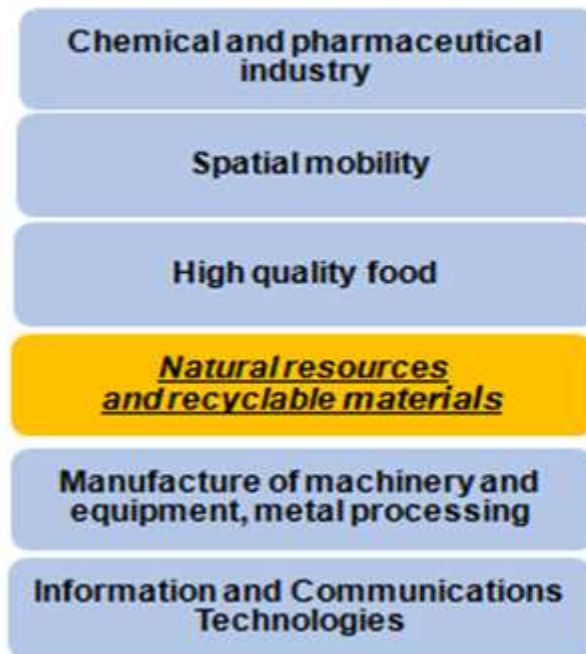 Chemical and pharmaceutical
industry
Spatial mobility
High quality food
Natural resources
and recyclable materials
Manufacture of machinery and
equipment, metal processing
Information and Communications
Technologies